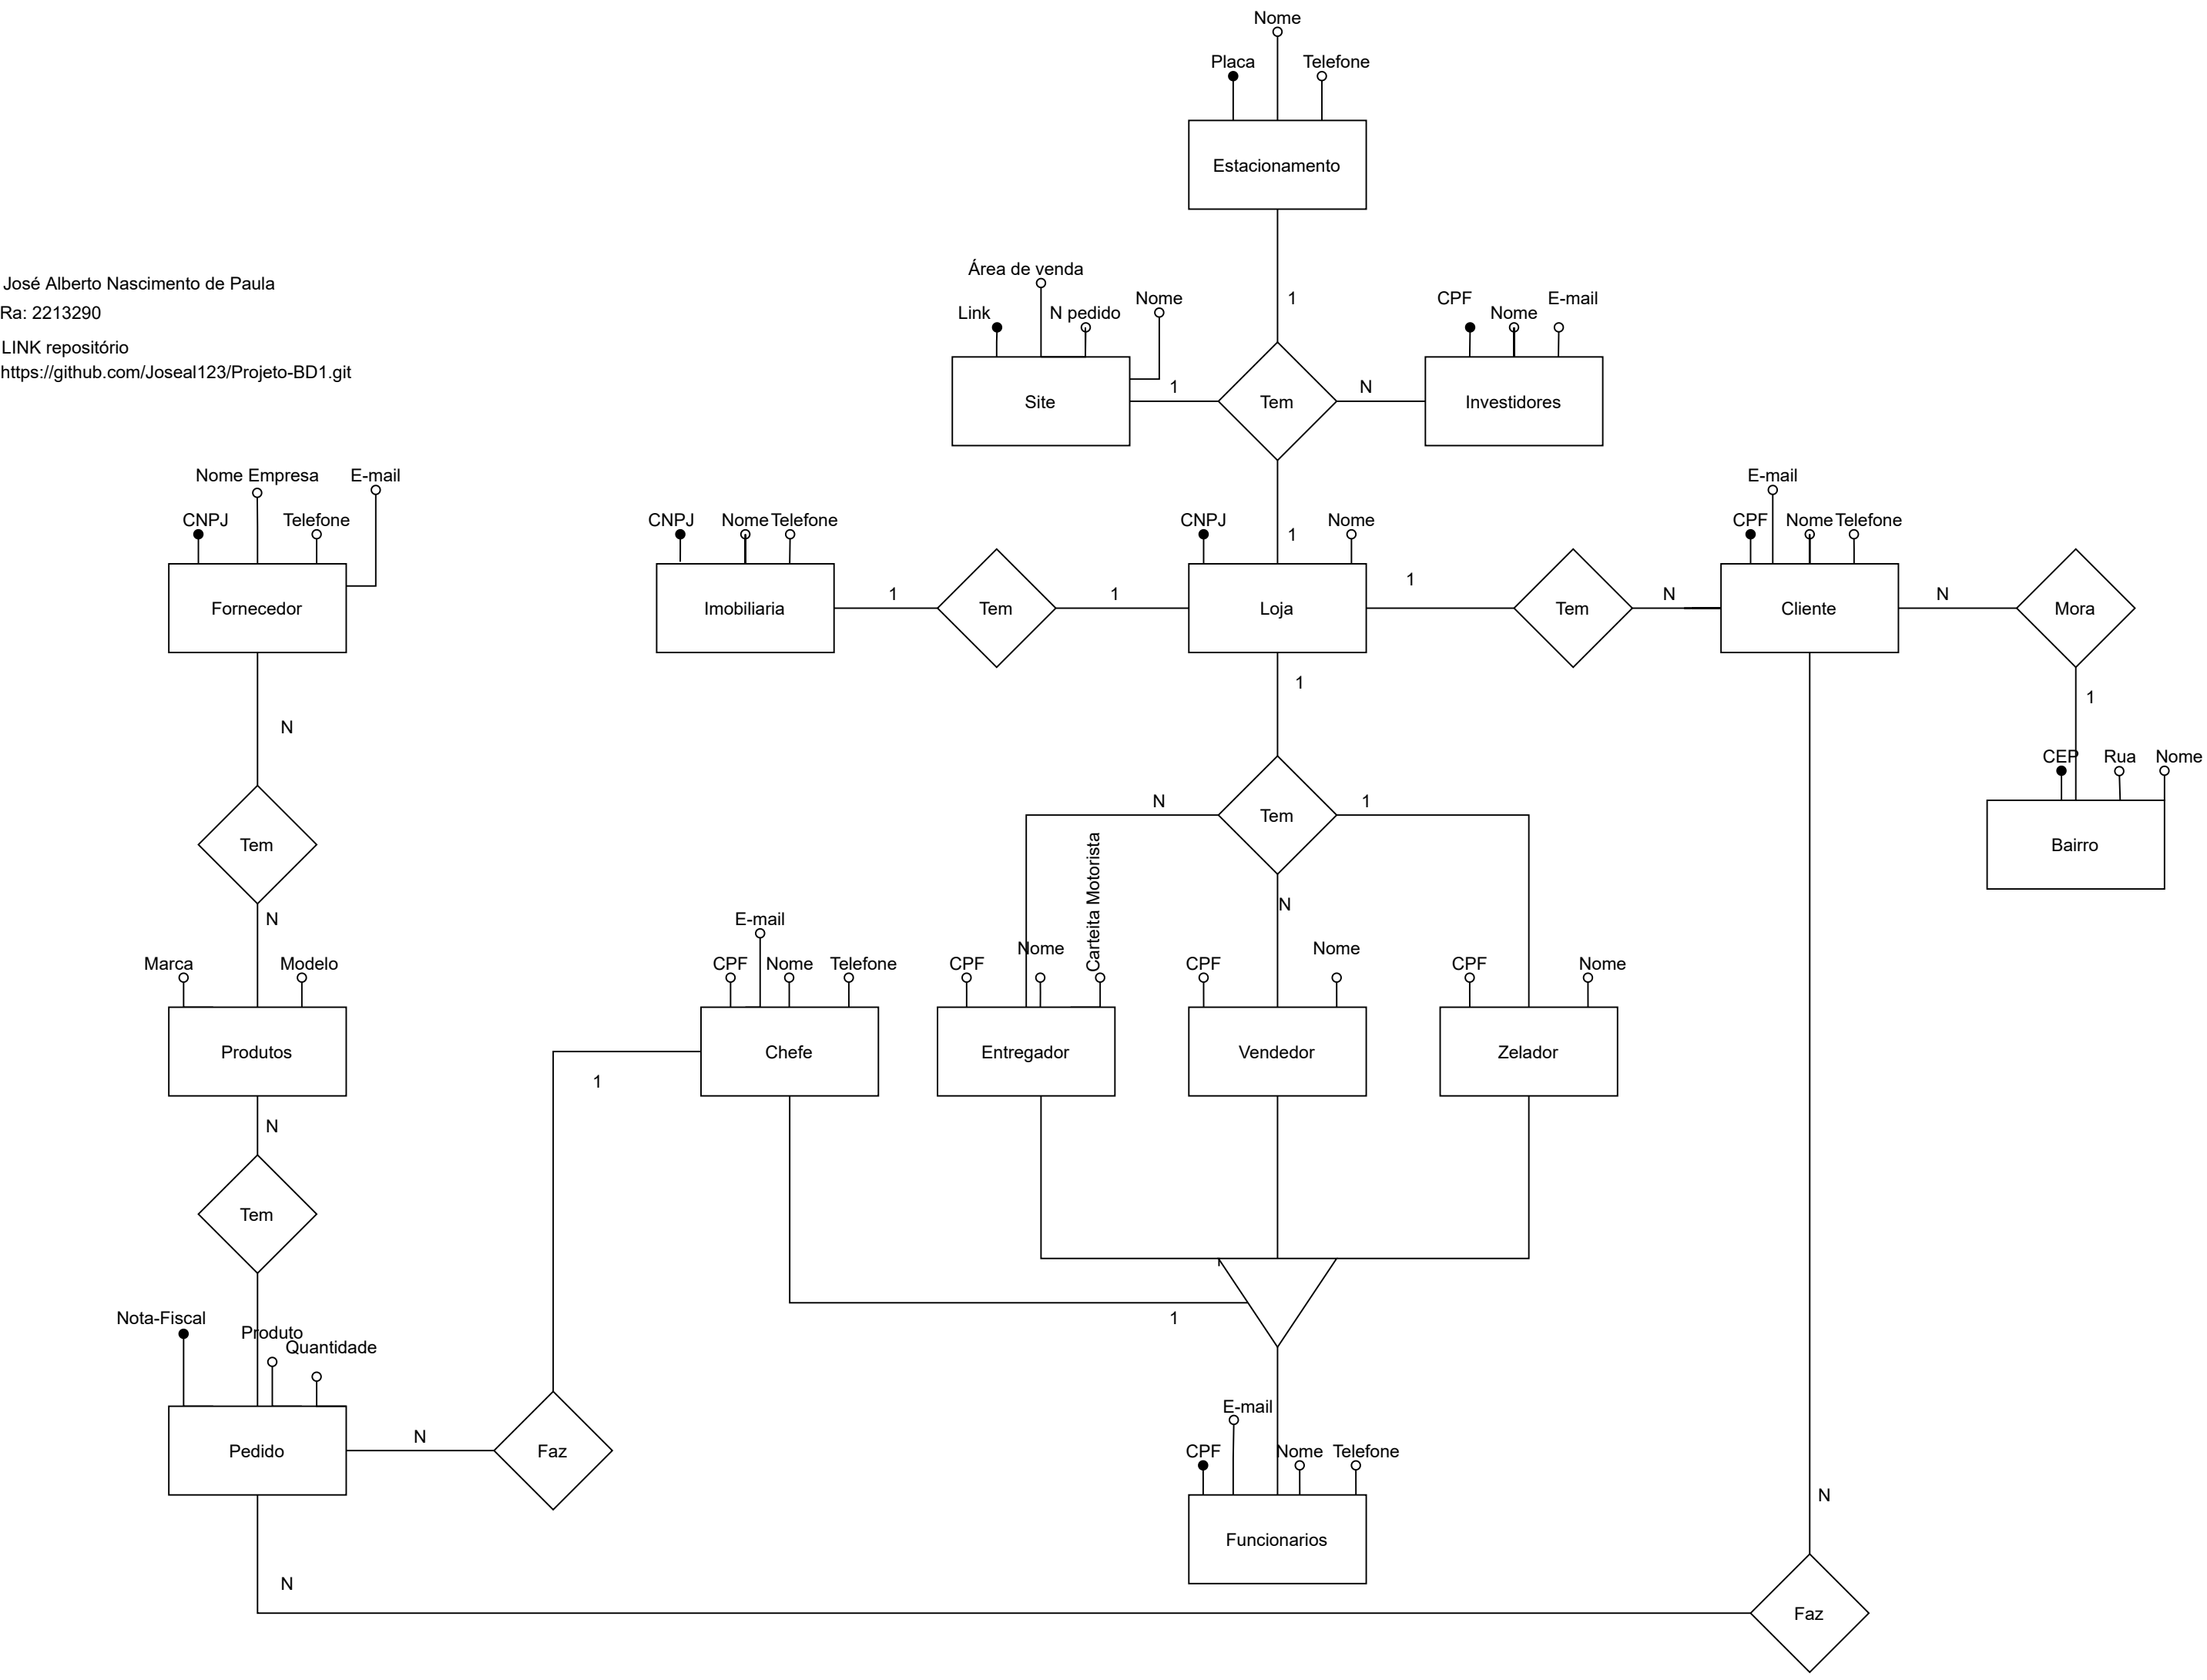 Nome
Placa
Telefone
Estacionamento
1
Área de venda
Link
N pedido
Nome
Site
1
Tem
N
CPF
Nome
E-mail
Investidores
José Alberto Nascimento de Paula
Ra: 2213290
LINK repositório
https://github.com/Joseal123/Projeto-BD1.git
Nome Empresa
E-mail
CNPJ
Telefone
Fornecedor
CNPJ
Nome
Telefone
Imobiliaria
1
Tem
1
CNPJ
Nome
1
Loja
1
Tem
N
E-mail
CPF
Nome
Telefone
Cliente
N
Mora
1
1
CEP
Rua
Nome
Bairro
N
Tem
N
Marca
Modelo
Produtos
N
Tem
N
Tem
1
N
E-mail
CPF
Nome
Telefone
Chefe
1
CPF
Nome
Carteita Motorista
Entregador
CPF
Nome
Vendedor
CPF
Nome
Zelador
1
Nota-Fiscal
Produto
Quantidade
Pedido
N
Faz
E-mail
CPF
Nome
Telefone
Funcionarios
N
N
Faz